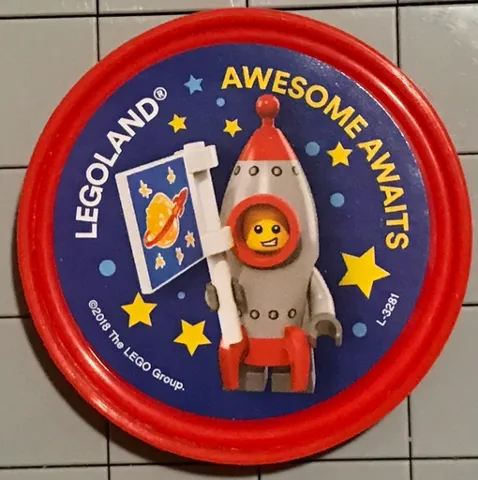 LEGOLAND®
AWESOME AWAITS
L-3281
©2018 The LEGO Group.